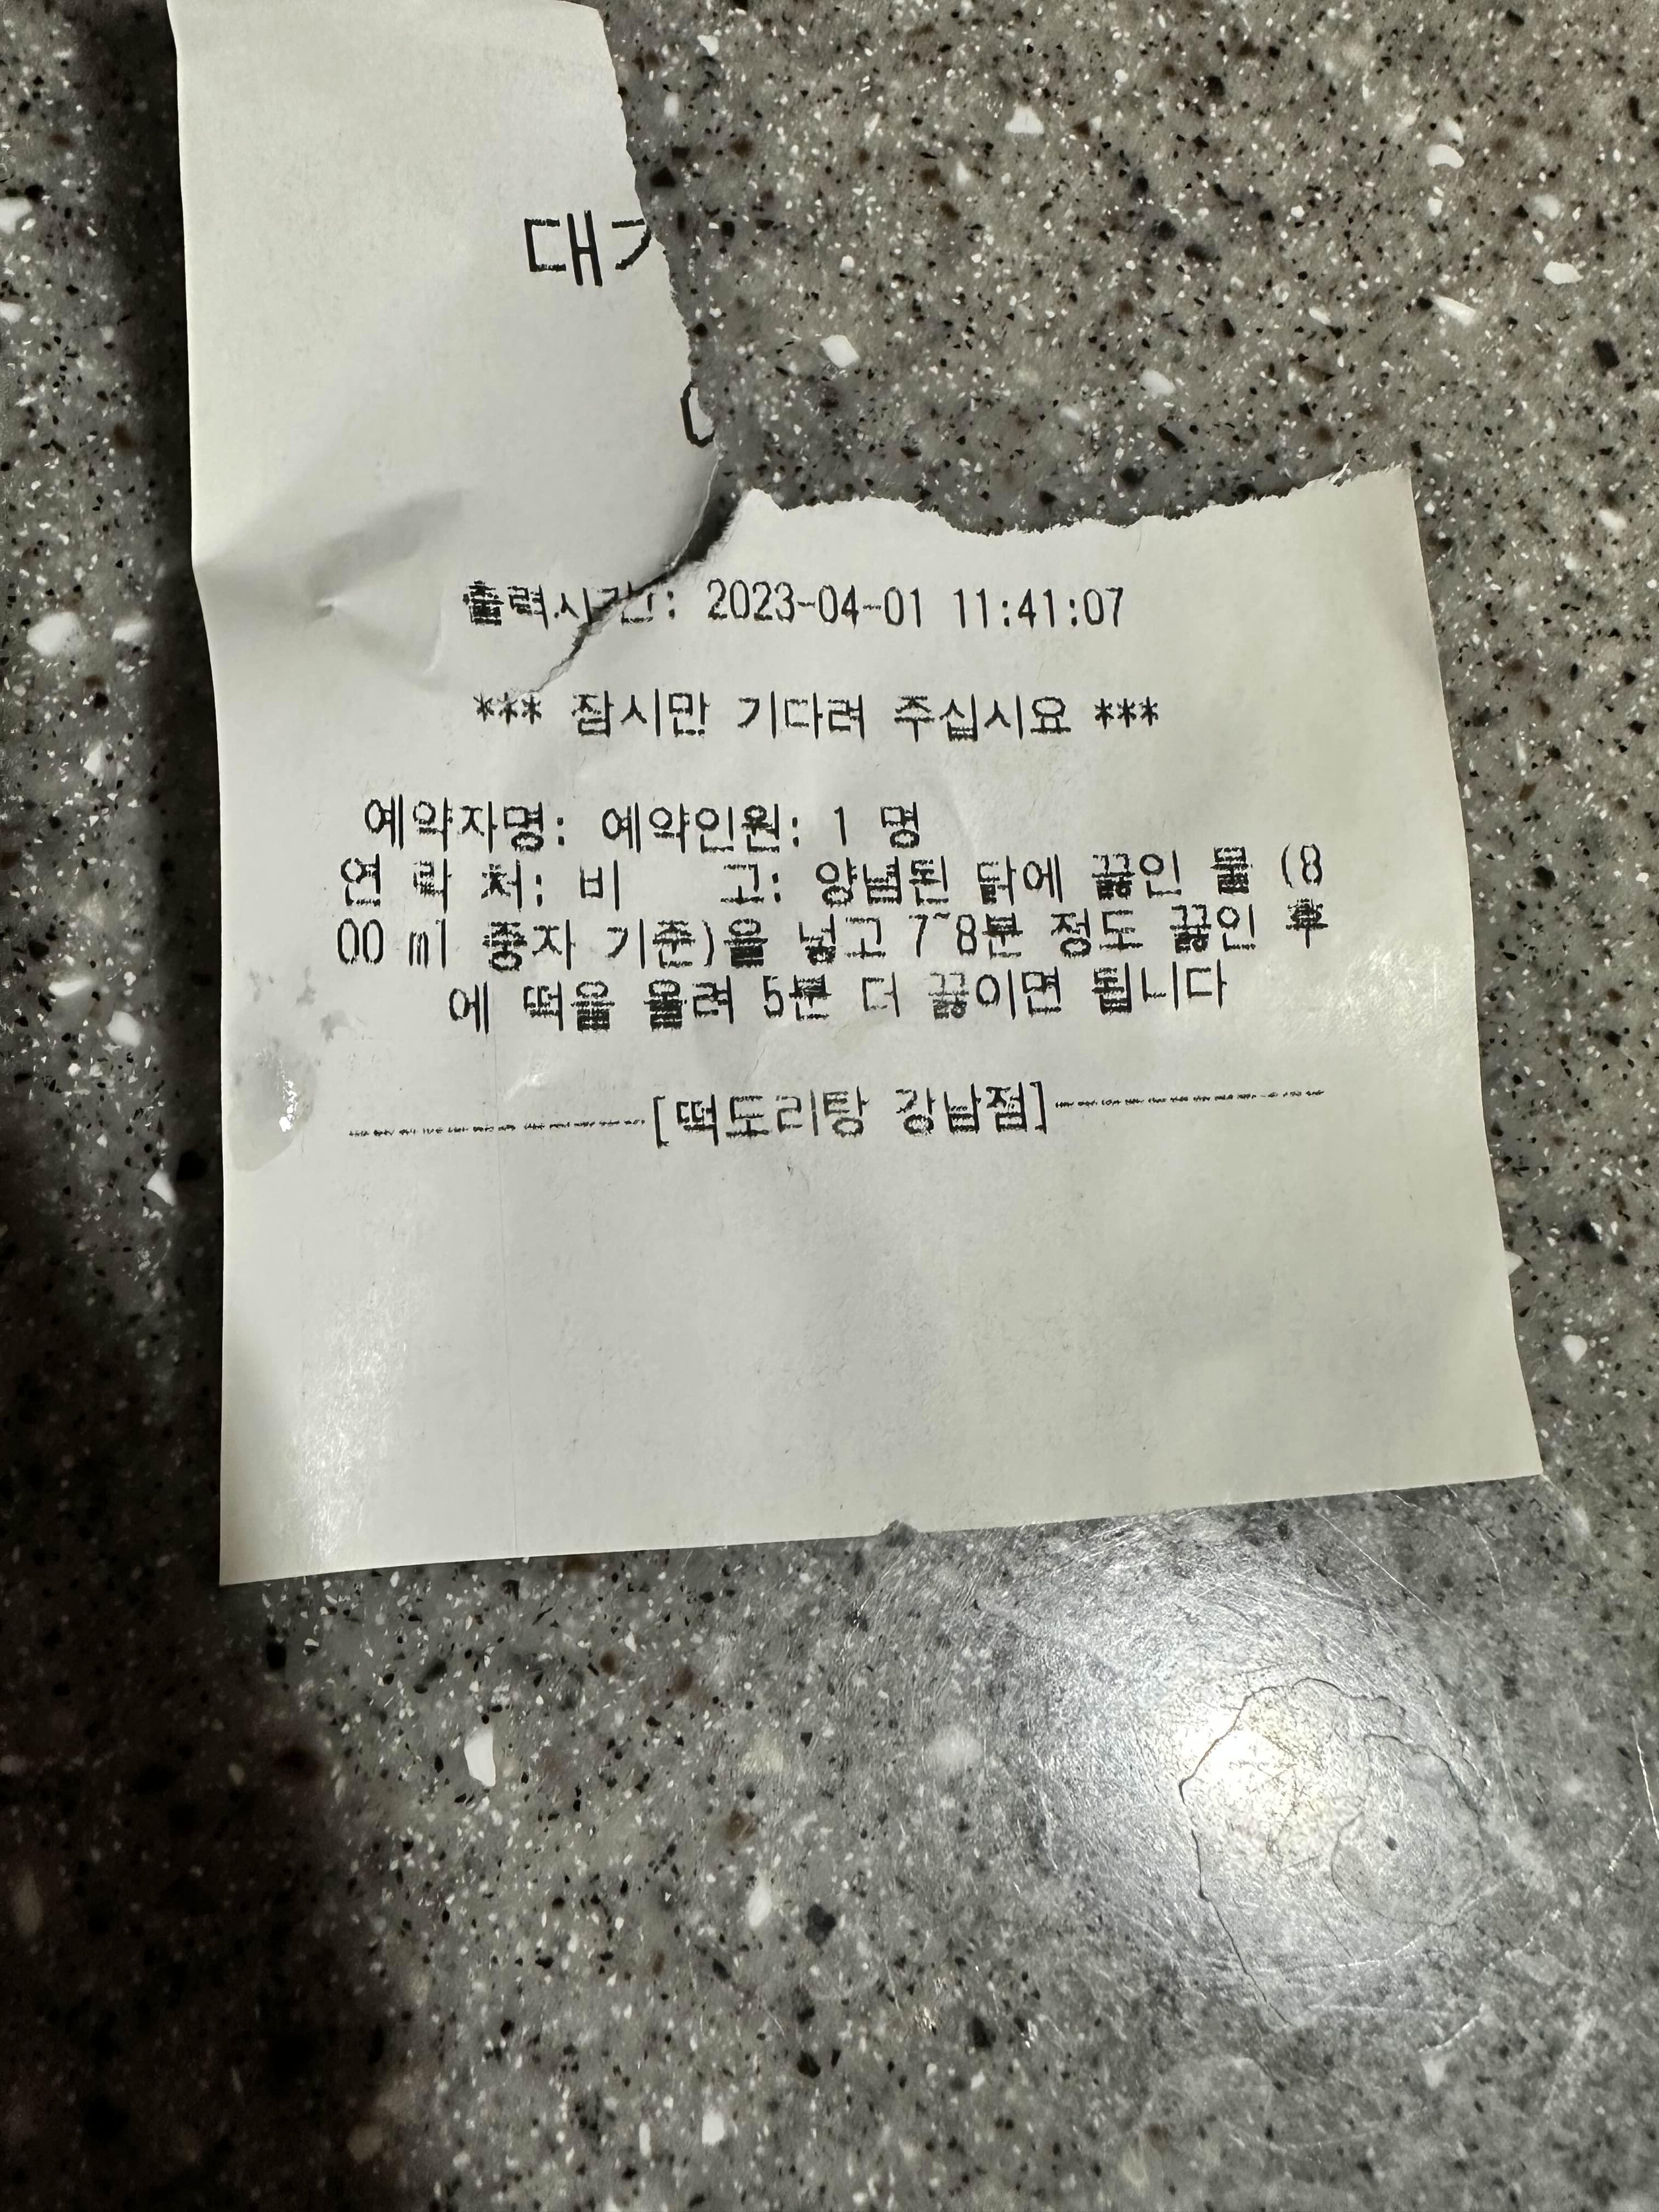 대기
출력시간: 2023-04-01 11:41:07
*** 잠시만 기다려 주십시요 ***
예약자명: 예약인원: 1 명
연 락 처: 비 고: 양념된 닭에 끓인 물 (8
00 ml 중자 기준)을 넣고 7~8분 정도 끓인 후
에 떡을 올려 5분 더 끓이면 됩니다
--------------------[떡도리탕 강남점]--------------------